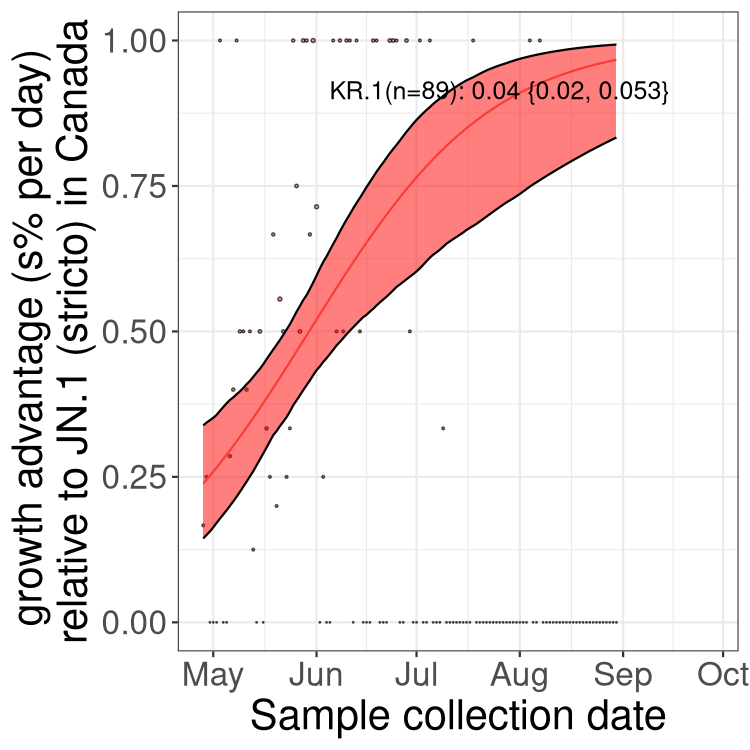 growth advantage (s% per day)
relative to JN.1 (stricto) in Canada
1.00
0.75
0.50
0.25
0.00
KR.1(n=89): 0.04 {0.02, 0.053}
May Jun Jul Aug Sep Oct
Sample collection date